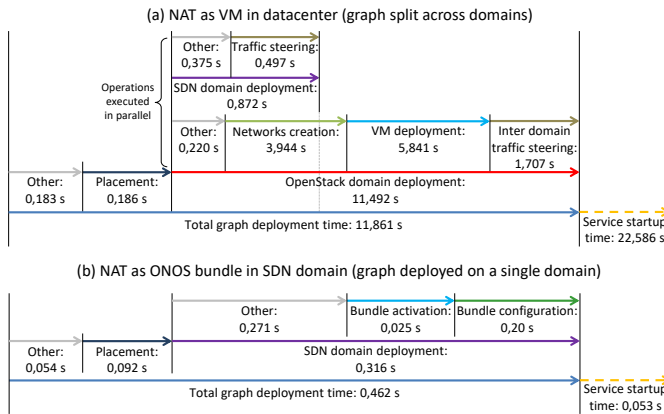 (a) NAT as VM in datacenter (graph split across domains)
Other:
0,375 s
Traffic steering:
0,497 s
Operations
executed
in parallel
SDN domain deployment:
0,872 s
Other:
0,220 s
Networks creation:
3,944 s
VM deployment:
5,841 s
Inter domain
traffic steering:
1,707 s
Other:
0,183 s
Placement:
0,186 s
OpenStack domain deployment:
11,492 s
Total graph deployment time: 11,861 s
Service startup
time: 22,586 s
(b) NAT as ONOS bundle in SDN domain (graph deployed on a single domain)
Other:
0,271 s
Bundle activation:
0,025 s
Bundle configuration:
0,20 s
Other:
0,054 s
Placement:
0,092 s
SDN domain deployment:
0,316 s
Total graph deployment time: 0,462 s
Service startup
time: 0,053 s